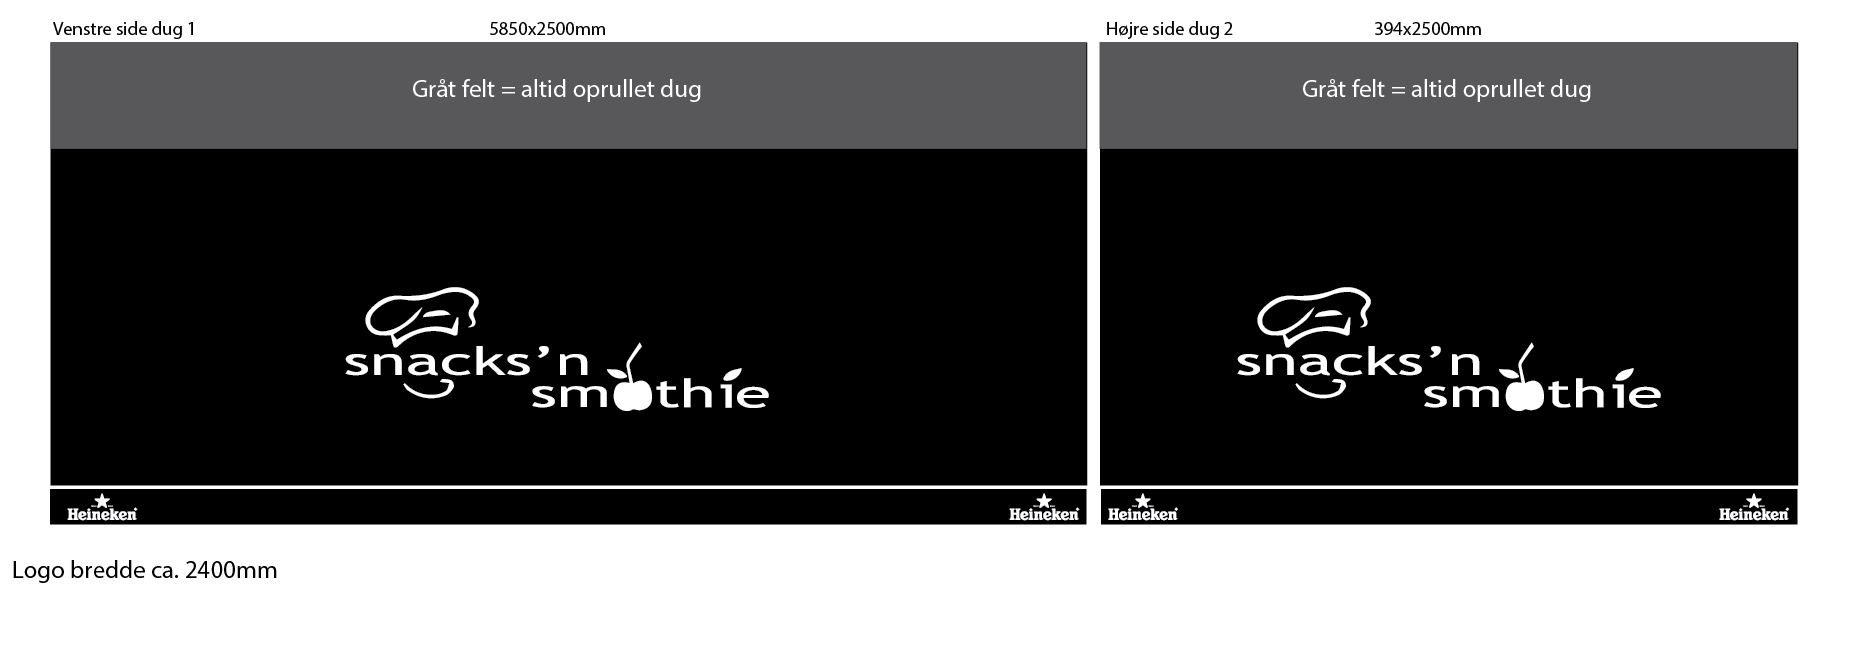 Venstre side dug 1
5850x2500mm
Gråt felt = altid oprullet dug
snacks'n
smoothie
Heineken
Heineken
Højre side dug 2
394x2500mm
Gråt felt = altid oprullet dug
snacks'n
smoothie
Heineken
Heineken
Logo bredde ca. 2400mm